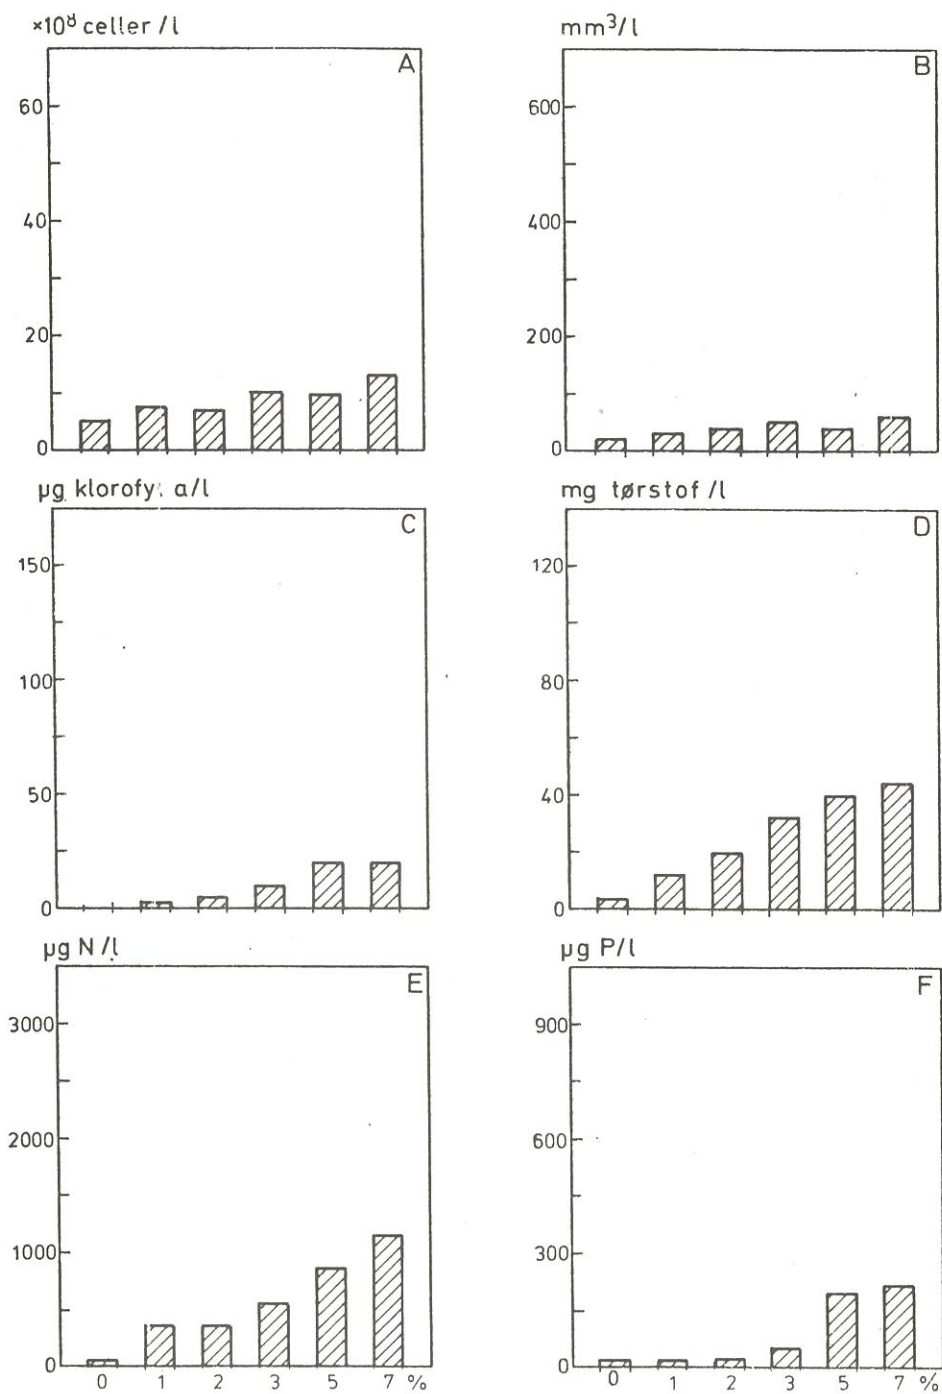 ×10⁸ celler / l
A
60
40
20
0
mm³/l
B
600
400
200
0
µg klorofy. a/l
C
150
100
50
0
mg tørstof / l
D
120
80
40
0
µg N / l
E
3000
2000
1000
0
0 1 2 3 5 7 %
µg P/l
F
900
600
300
0
0 1 2 3 5 7 %